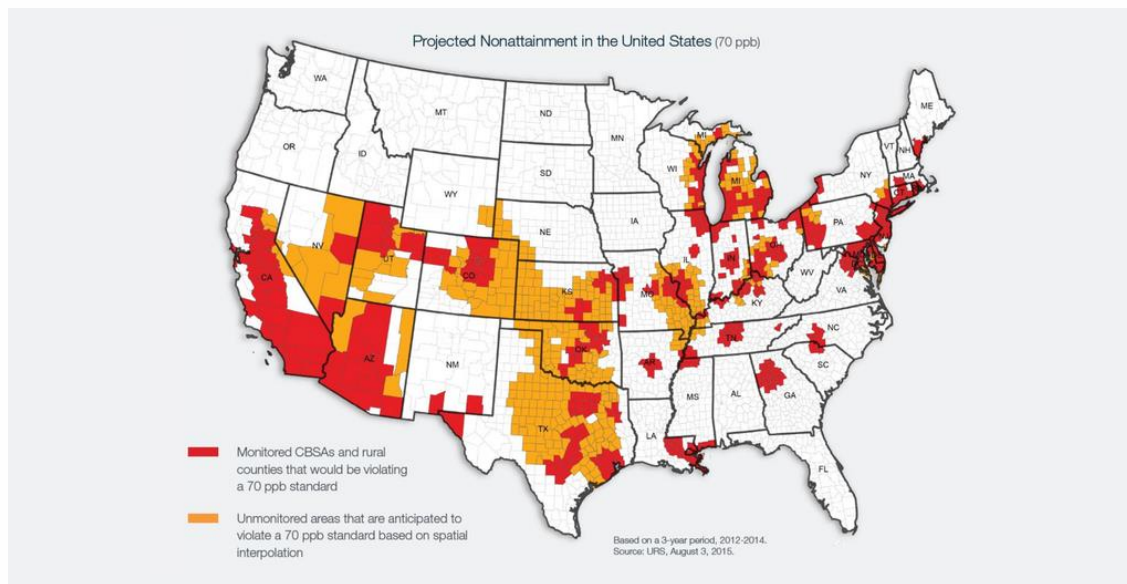 Projected Nonattainment in the United States (70 ppb)
WA
MT
ND
MN
ME
OR
ID
SD
WI
MI
VT
NH
NY
MA
CT
WY
MI
IA
NE
PA
NV
UT
CO
IL
IN
OH
WV
VA
CA
KS
MO
KY
NC
TN
AZ
NM
OK
AR
SC
MS
AL
GA
TX
LA
FL
Monitored CBSAs and rural
counties that would be violating
a 70 ppb standard
Unmonitored areas that are anticipated to
violate a 70 ppb standard based on spatial
interpolation
Based on a 3-year period, 2012-2014.
Source: URS, August 3, 2015.